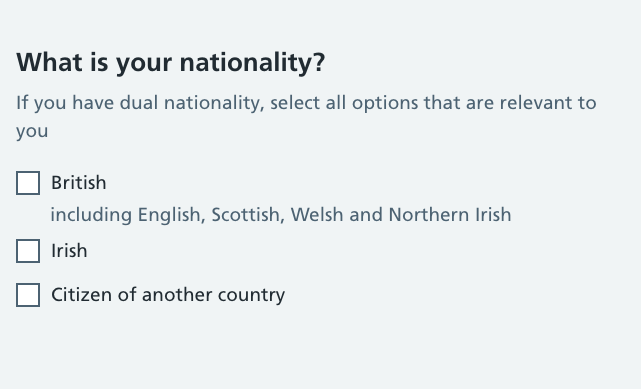 What is your nationality?
If you have dual nationality, select all options that are relevant to
you
British
including English, Scottish, Welsh and Northern Irish
Irish
Citizen of another country